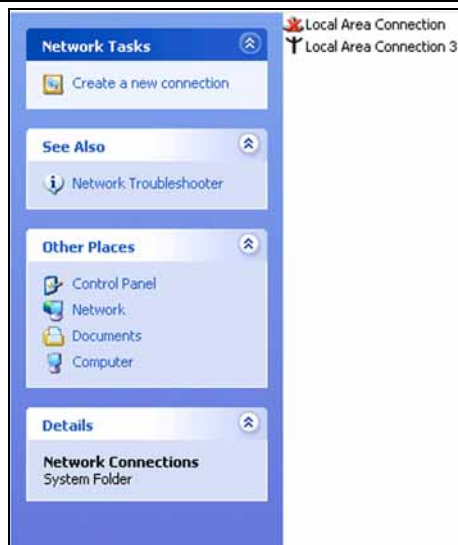 Network Tasks
Create a new connection
See Also
Network Troubleshooter
Other Places
Control Panel
Network
Documents
Computer
Details
Network Connections
System Folder
Local Area Connection
Local Area Connection 3